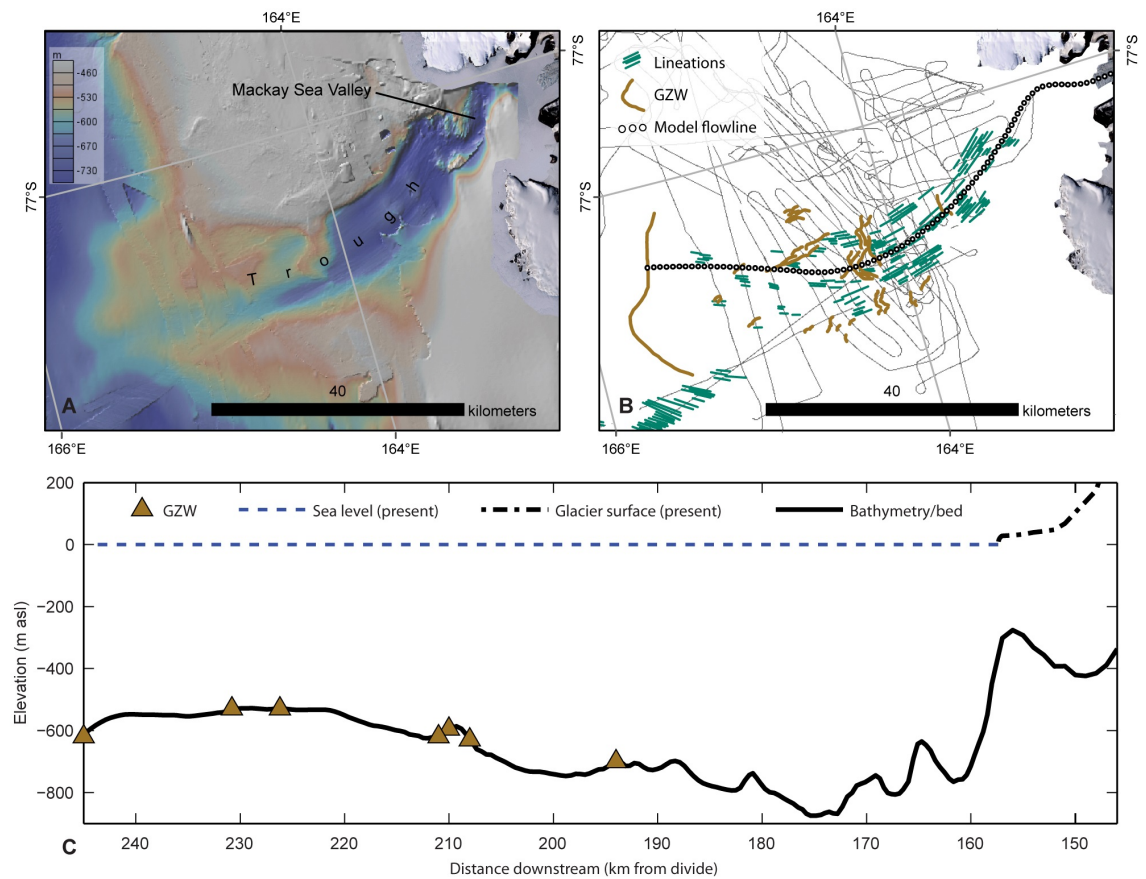 164°E
164°E
m
-460
-530
-600
-670
-730
Mackay Sea Valley
77°S
T r o u g h
40
kilometers
A
166°E
164°E
77°S
Lineations
GZW
Model flowline
77°S
40
kilometers
B
166°E
164°E
200
0
−200
−400
−600
−800
Elevation (m asl)
GZW
Sea level (present)
Glacier surface (present)
Bathymetry/bed
C
240 230 220 210 200 190 180 170 160 150
Distance downstream (km from divide)